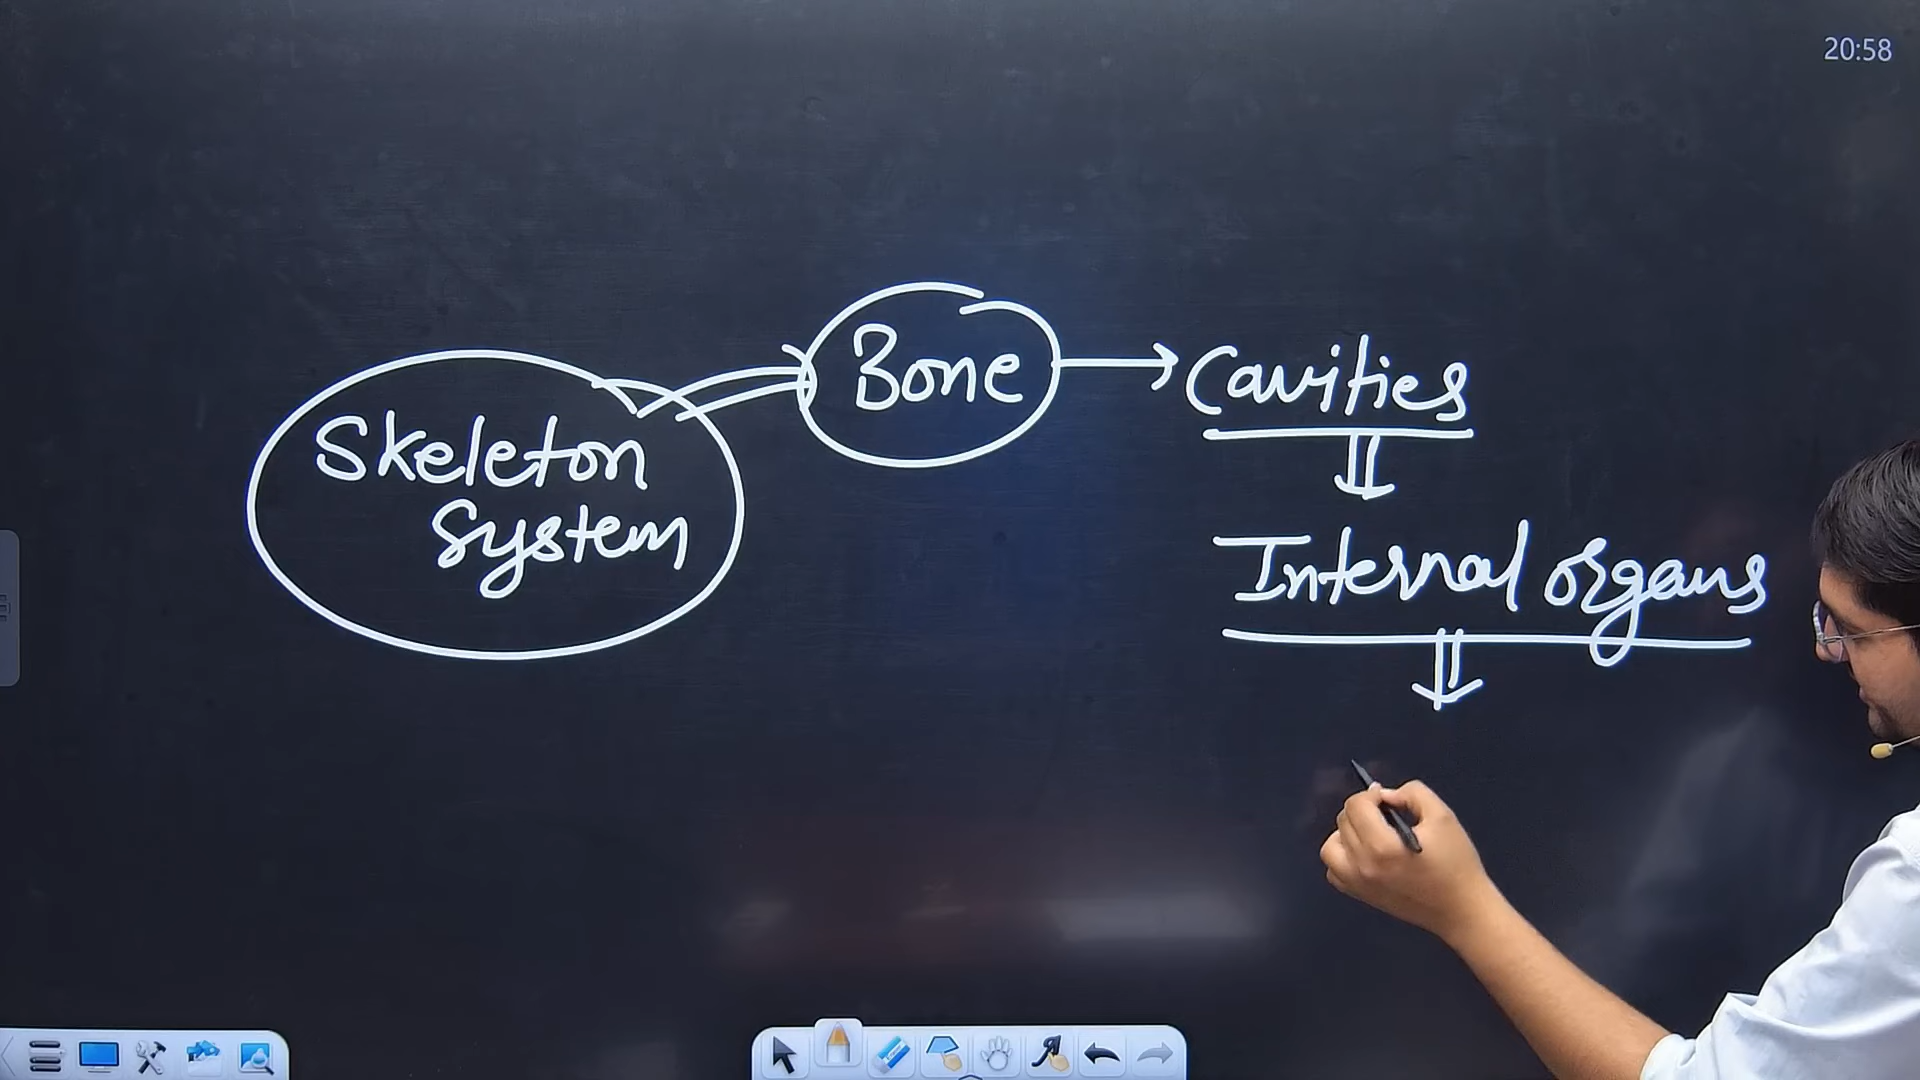 20:58
Skeleton
System
Bone
Cavities
Internal organs